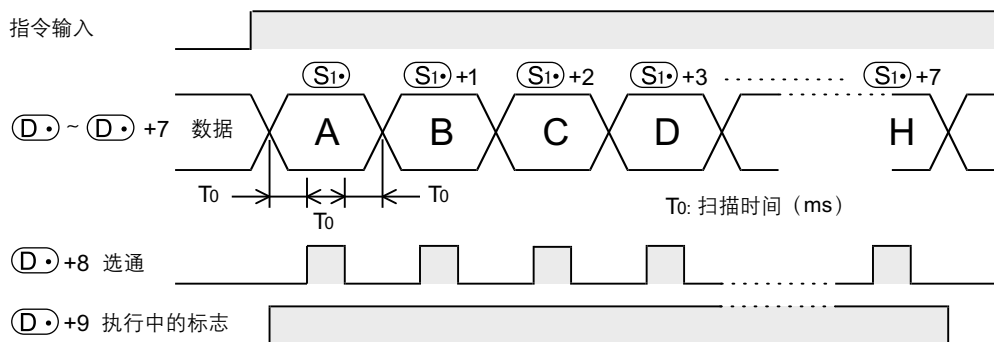 指令输入
S1• S1•+1 S1•+2 S1•+3 S1•+7
D• ~ D• +7 数据 A B C D H
T0 T0
T0
T0: 扫描时间（ms）
D•+8 选通
D•+9 执行中的标志